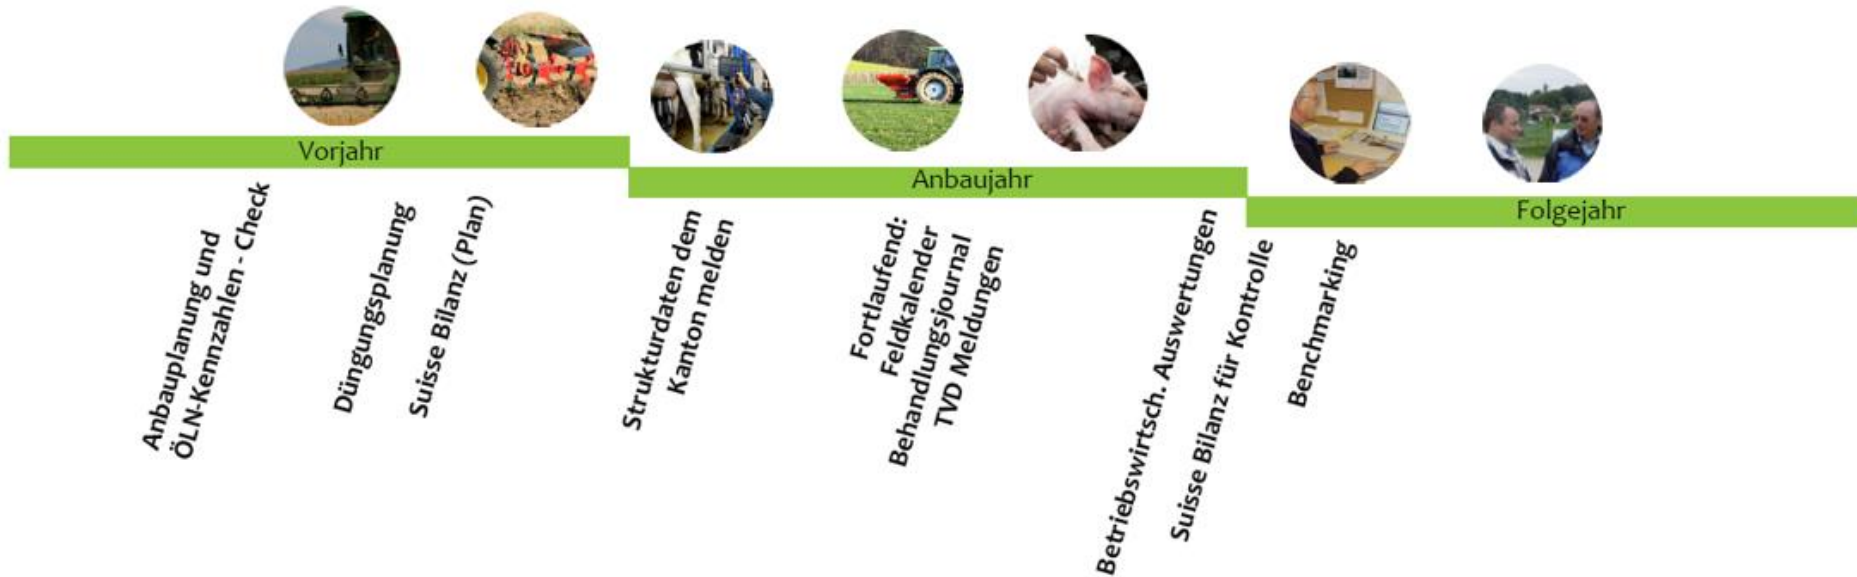 Vorjahr
Anbaujahr
Folgejahr
Anbauplanung und
ÖLN-Kennzahlen - Check
Düngungsplanung
Suisse Bilanz (Plan)
Strukturdaten dem
Kanton melden
Fortlaufend:
Feldkalender
Behandlungsjournal
TVD Meldungen
Betriebswirtsch. Auswertungen
Suisse Bilanz für Kontrolle
Benchmarking